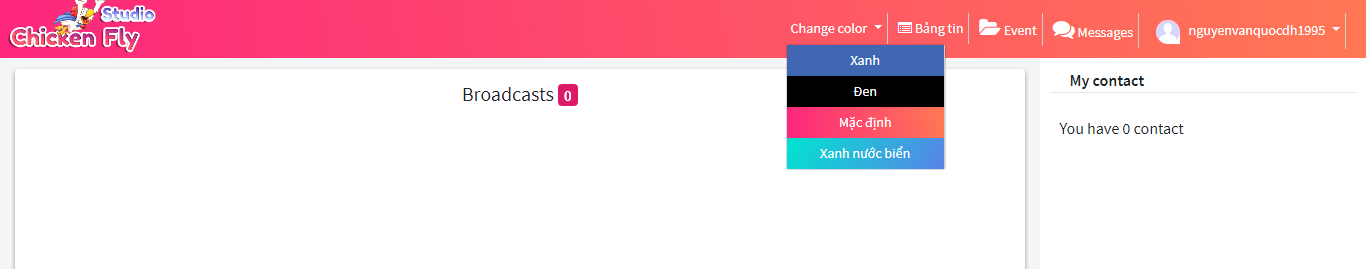 Studio
Chicken Fly
Change color
Bảng tin
Event
Messages
nguyenvanquocdh1995
Xanh
Đen
Mặc định
Xanh nước biển
Broadcasts 0
My contact
You have 0 contact